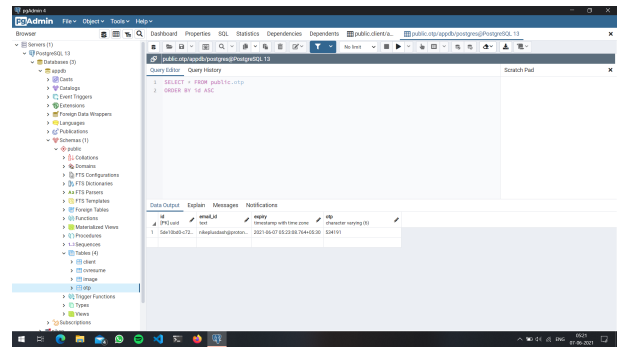 pgAdmin 4
PgAdmin File Object Tools Help
Browser
Dashboard Properties SQL Statistics Dependencies Dependents public.client/a... public.otp/appdb/postgres@PostgreSQL 13
No limit
public.otp/appdb/postgres@PostgreSQL 13
Query Editor Query History
Scratch Pad
1 SELECT * FROM public.otp
2 ORDER BY id ASC
Servers (1)
PostgreSQL 13
Databases (3)
appdb
Casts
Catalogs
Event Triggers
Extensions
Foreign Data Wrappers
Languages
Publications
Schemas (1)
public
Collations
Domains
FTS Configurations
FTS Dictionaries
FTS Parsers
FTS Templates
Foreign Tables
Functions
Materialized Views
Procedures
Sequences
Tables (4)
client
cvresume
image
otp
Trigger Functions
Types
Views
Subscriptions
Data Output Explain Messages Notifications
id
[PK] uuid
email_id
text
expiry
timestamp with time zone
otp
character varying (6)
1 2021-06-07 05:23:08.764+05:30 534191
ENG
05:21
07-06-2021